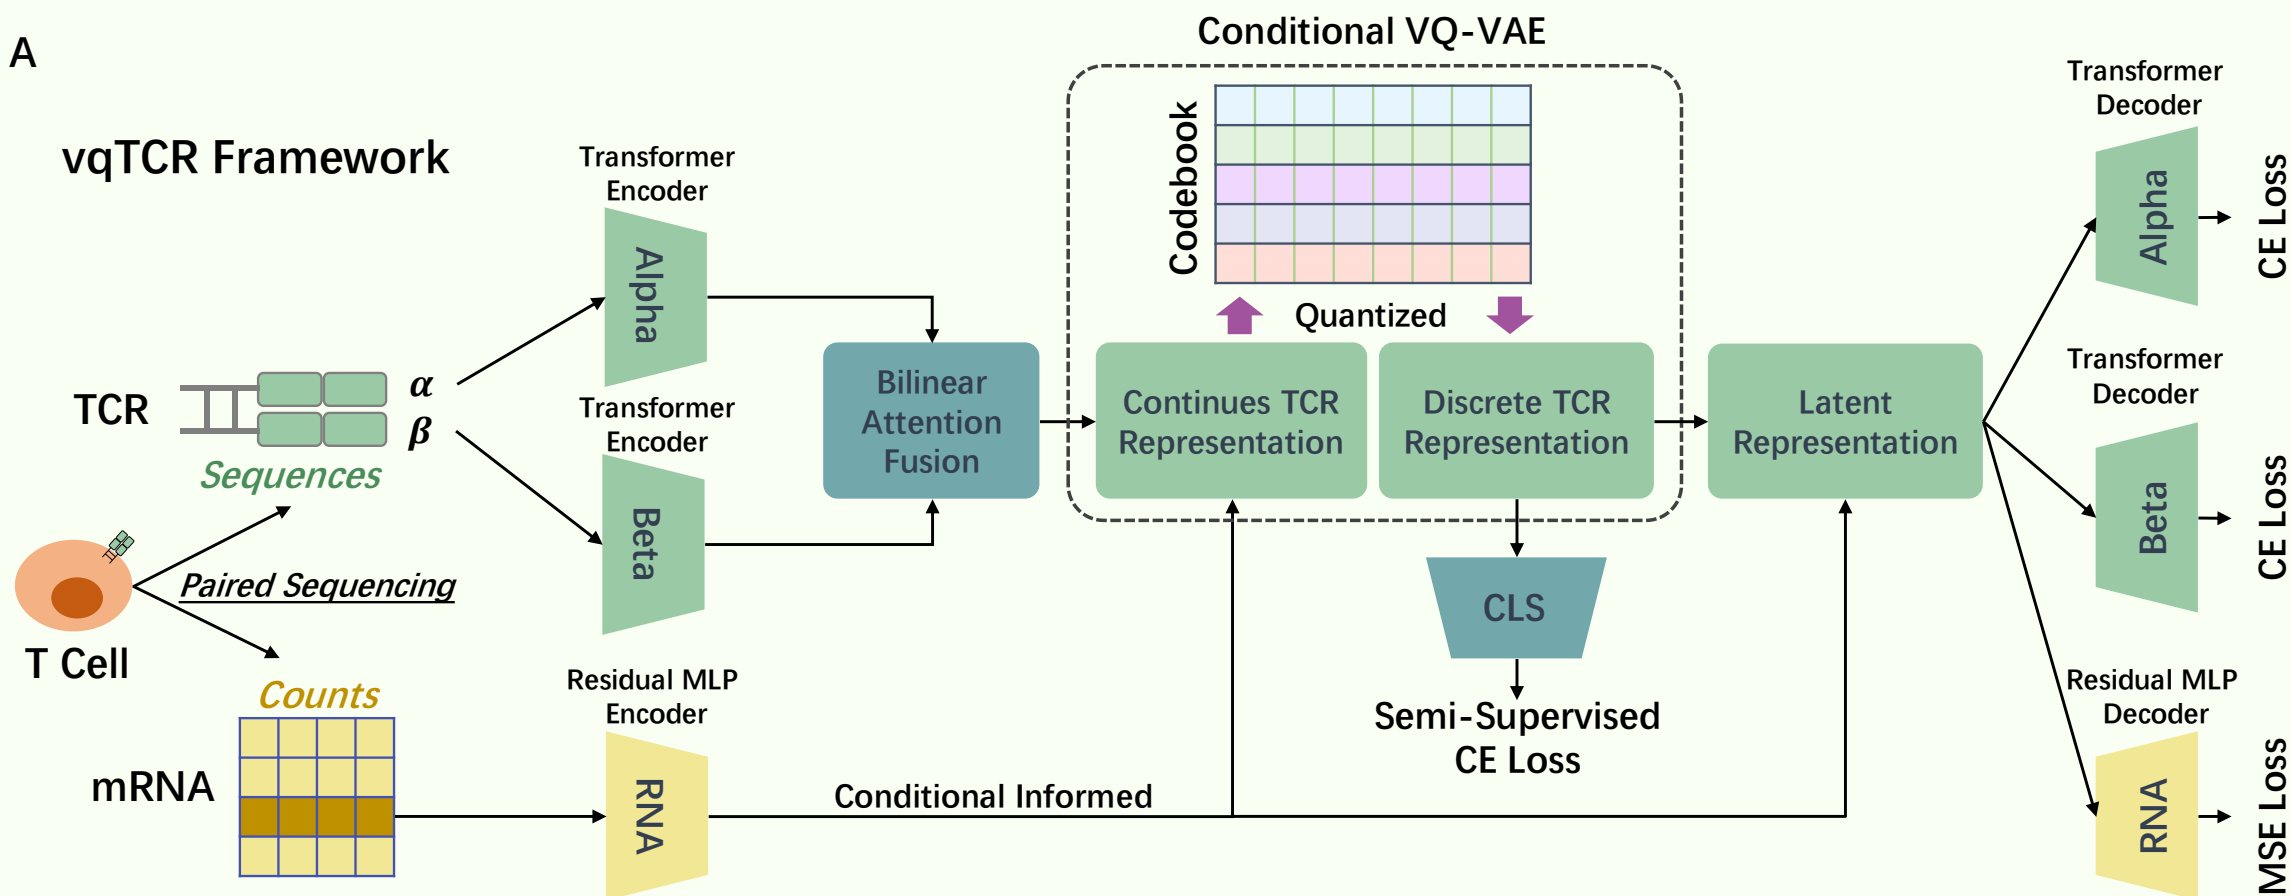 A
vqTCR Framework
Conditional VQ-VAE
Codebook
Quantized
Transformer
Encoder
Alpha
TCR
α
β
Sequences
Transformer
Encoder
Beta
Bilinear
Attention
Fusion
Continues TCR
Representation
Discrete TCR
Representation
Latent
Representation
Transformer
Decoder
Alpha
CE Loss
Transformer
Decoder
Beta
CE Loss
Paired Sequencing
T Cell
Counts
mRNA
Residual MLP
Encoder
RNA
Conditional Informed
CLS
Semi-Supervised
CE Loss
Residual MLP
Decoder
RNA
MSE Loss